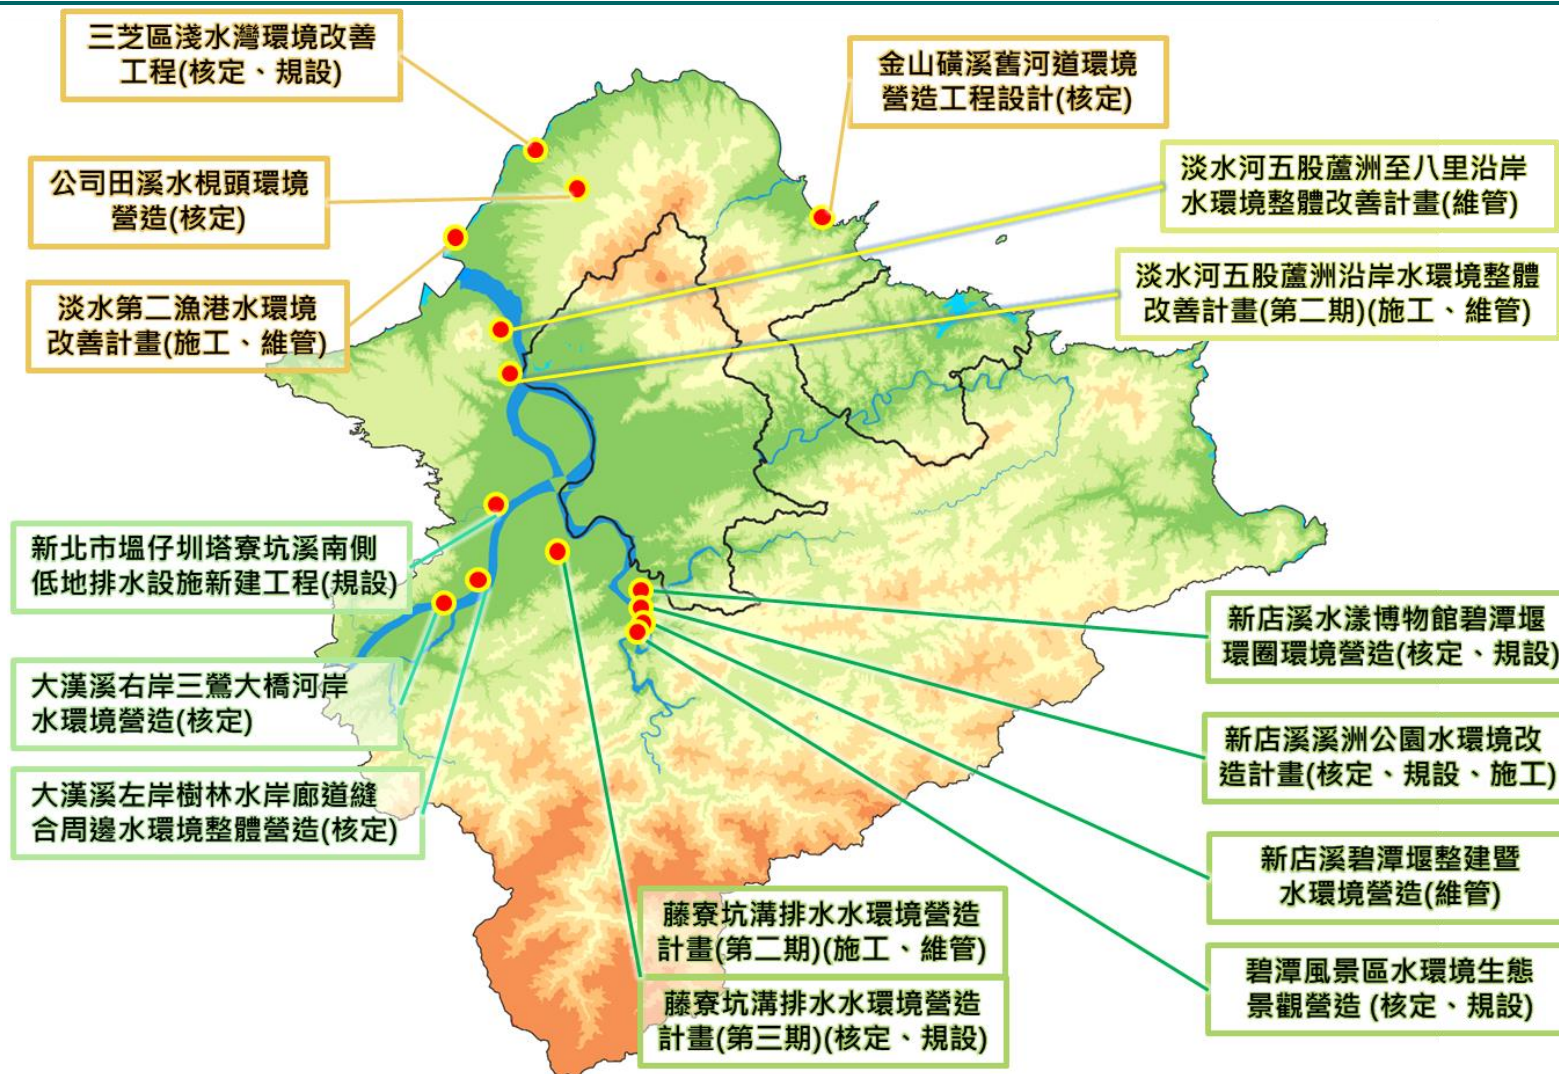 三芝區淺水灣環境改善
工程(核定、規設)
公司田溪水梘頭環境
營造(核定)
淡水第二漁港水環境
改善計畫(施工、維管)
金山磺溪舊河道環境
營造工程設計(核定)
淡水河五股蘆洲至八里沿岸
水環境整體改善計畫(維管)
淡水河五股蘆洲沿岸水環境整體
改善計畫(第二期)(施工、維管)
新北市塭仔圳塔寮坑溪南側
低地排水設施新建工程(規設)
大漢溪右岸三鶯大橋河岸
水環境營造(核定)
大漢溪左岸樹林水岸廊道縫
合周邊水環境整體營造(核定)
藤寮坑溝排水水環境營造
計畫(第二期)(施工、維管)
藤寮坑溝排水水環境營造
計畫(第三期)(核定、規設)
新店溪水漾博物館碧潭堰
環圈環境營造(核定、規設)
新店溪溪洲公園水環境改
造計畫(核定、規設、施工)
新店溪碧潭堰整建暨
水環境營造(維管)
碧潭風景區水環境生態
景觀營造 (核定、規設)